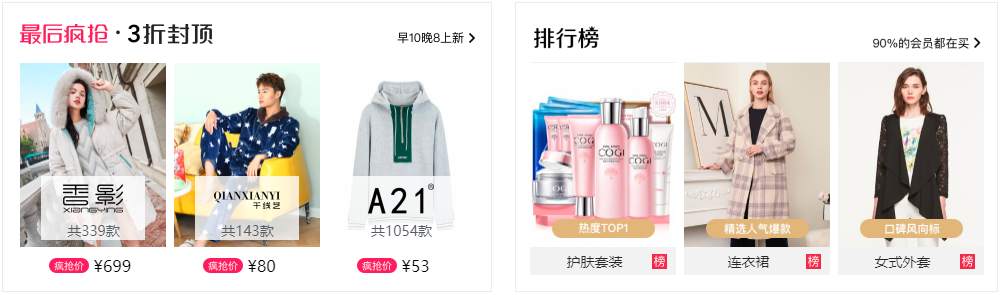 最后疯抢·3折封顶
早10晚8上新 >
香影
XIANGYING
共339款
疯抢价 ¥699
QIANXIANYI
千线艺
共143款
疯抢价 ¥80
A21®
共1054款
疯抢价 ¥53
排行榜
90%的会员都在买 >
COGI
COGI
COGI
热度TOP1
护肤套装 榜
精选人气爆款
连衣裙 榜
口碑风向标
女式外套 榜